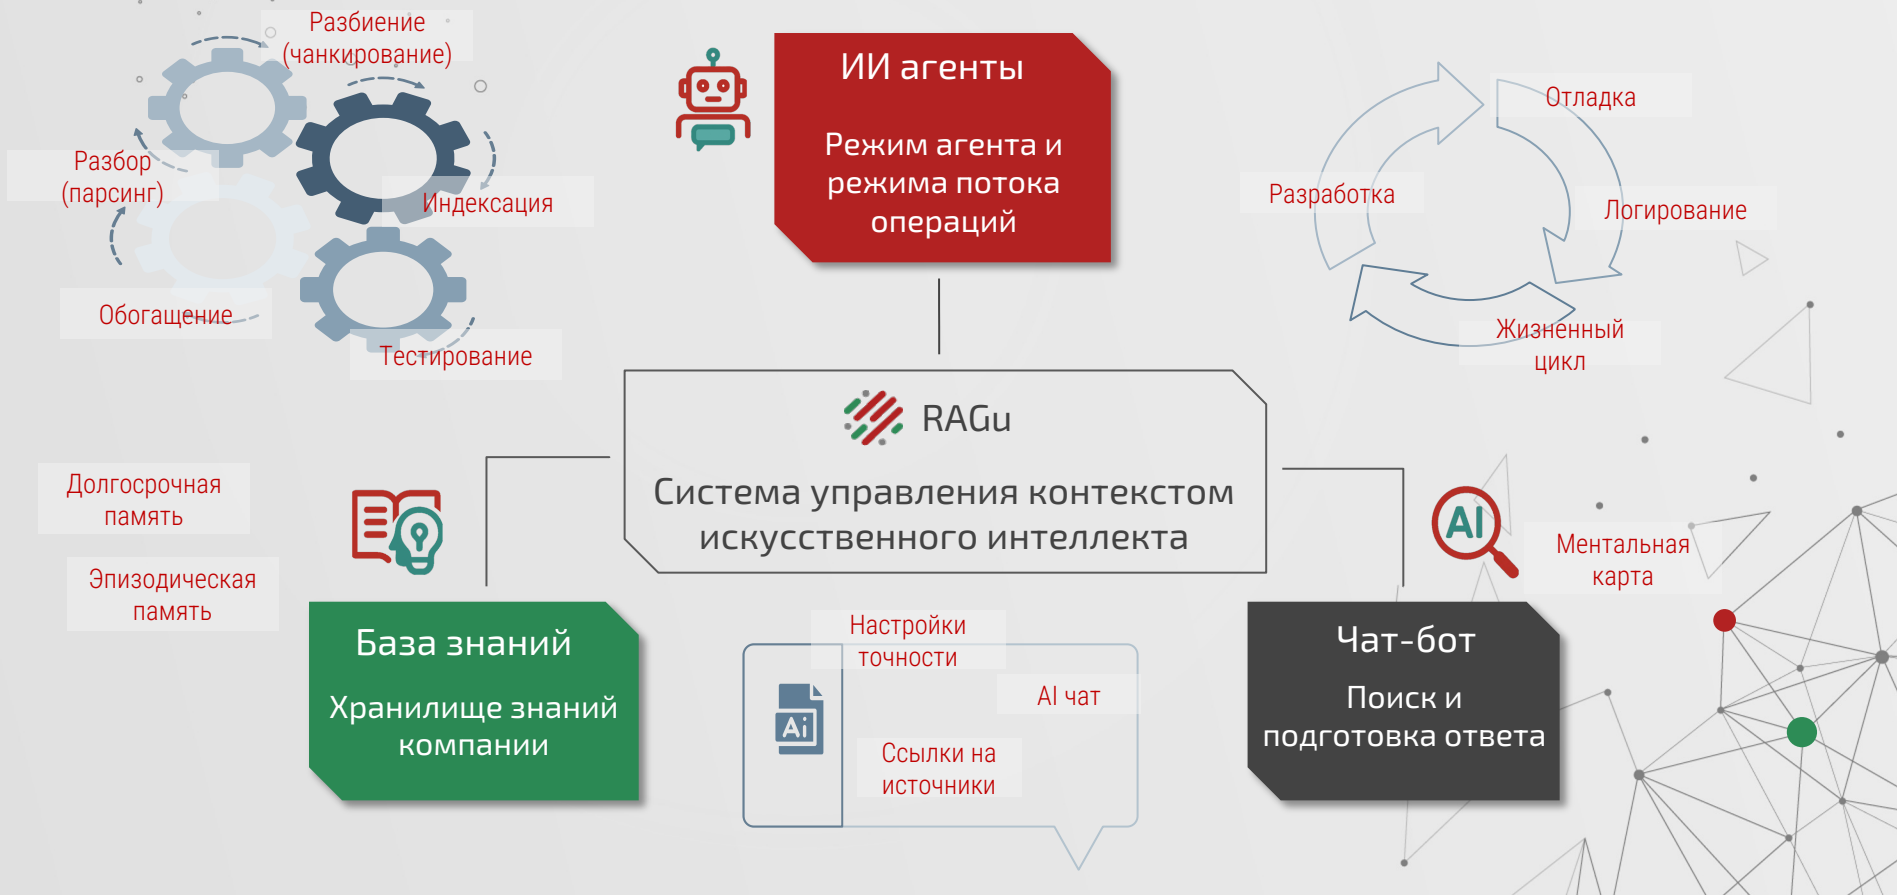 Разбиение
(чанкирование)
Разбор
(парсинг)
Индексация
Обогащение
Тестирование
ИИ агенты
Режим агента и
режима потока
операций
Отладка
Разработка
Логирование
Жизненный
цикл
RAGu
Система управления контекстом
искусственного интеллекта
Долгосрочная
память
Эпизодическая
память
База знаний
Хранилище знаний
компании
Настройки
точности
AI чат
Ai
Ссылки на
источники
AI
Ментальная
карта
Чат-бот
Поиск и
подготовка ответа